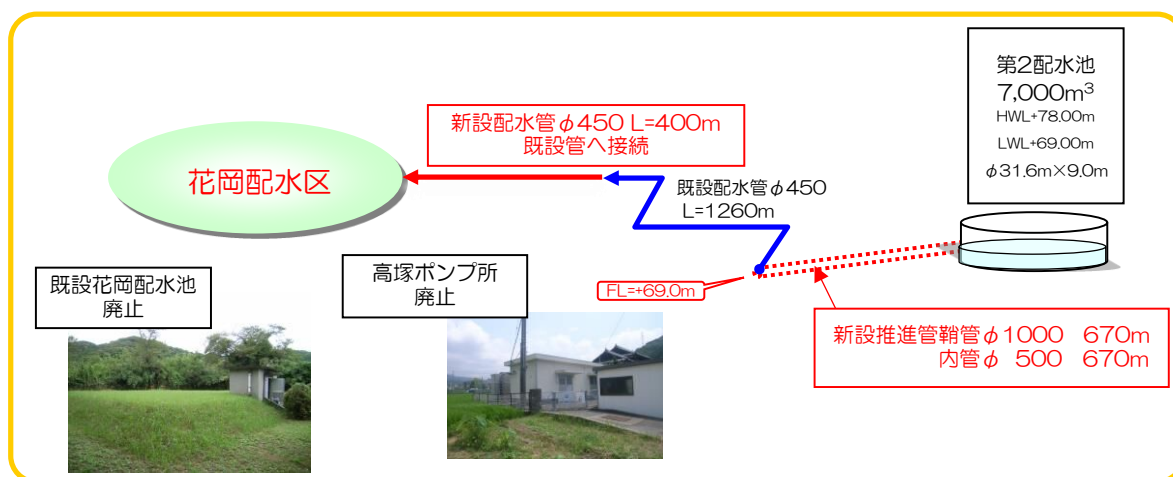 第2配水池
7,000m³
HWL+78.00m
LWL+69.00m
φ31.6m×9.0m
新設配水管φ450 L=400m
既設管へ接続
花岡配水区
既設配水管φ450
L=1260m
既設花岡配水池
廃止
高塚ポンプ所
廃止
FL=+69.0m
新設推進管鞘管φ1000 670m
内管φ 500 670m